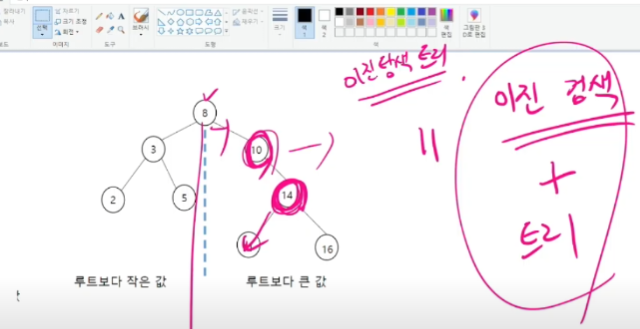 붙여넣기
복사
이미지
선택
자르기
크기 조정
회전
도구
브러시
도형
윤곽선
채우기
크기
색
1
색
2
색
편집
그림판 3
D로 편집
색
이진탐색 트리
이진 검색
=
+
트리
8
3
10
2
5
14
16
루트보다 작은 값
루트보다 큰 값